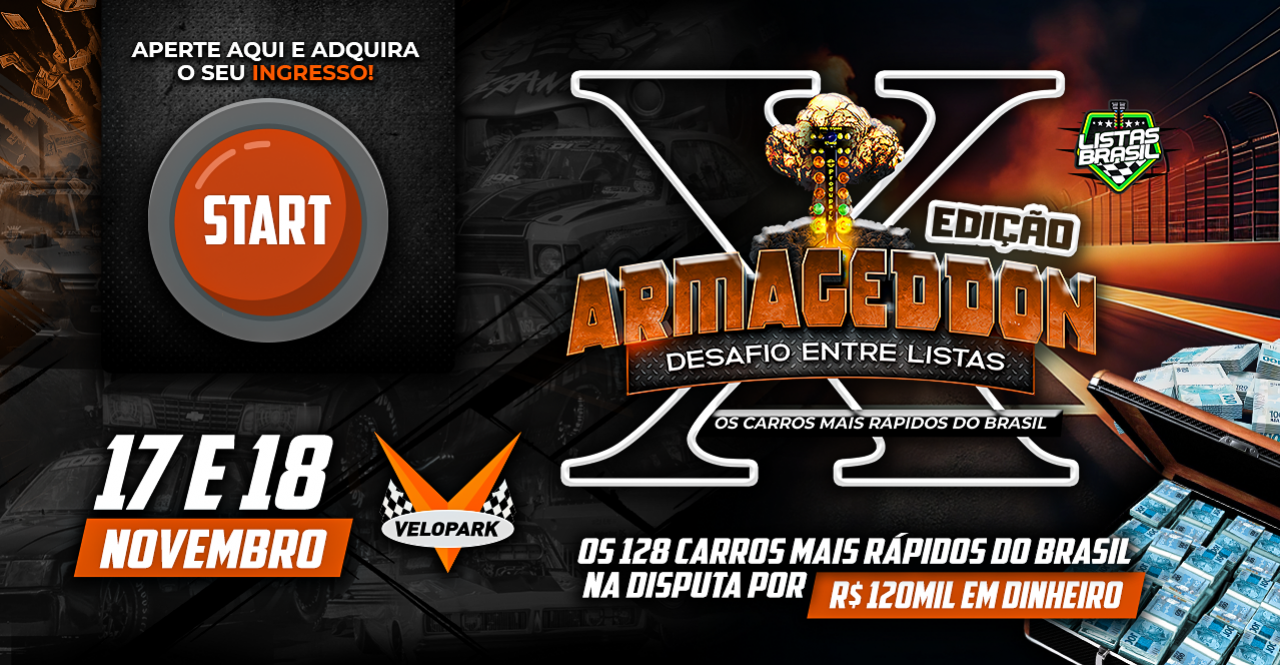 APERTE AQUI E ADQUIRA
O SEU INGRESSO!
START
X
LISTAS
BRASIL
EDIÇÃO
ARMAGEDDON
DESAFIO ENTRE LISTAS
OS CARROS MAIS RÁPIDOS DO BRASIL
17 E 18
NOVEMBRO
VELOPARK
OS 128 CARROS MAIS RÁPIDOS DO BRASIL
NA DISPUTA POR R$ 120MIL EM DINHEIRO